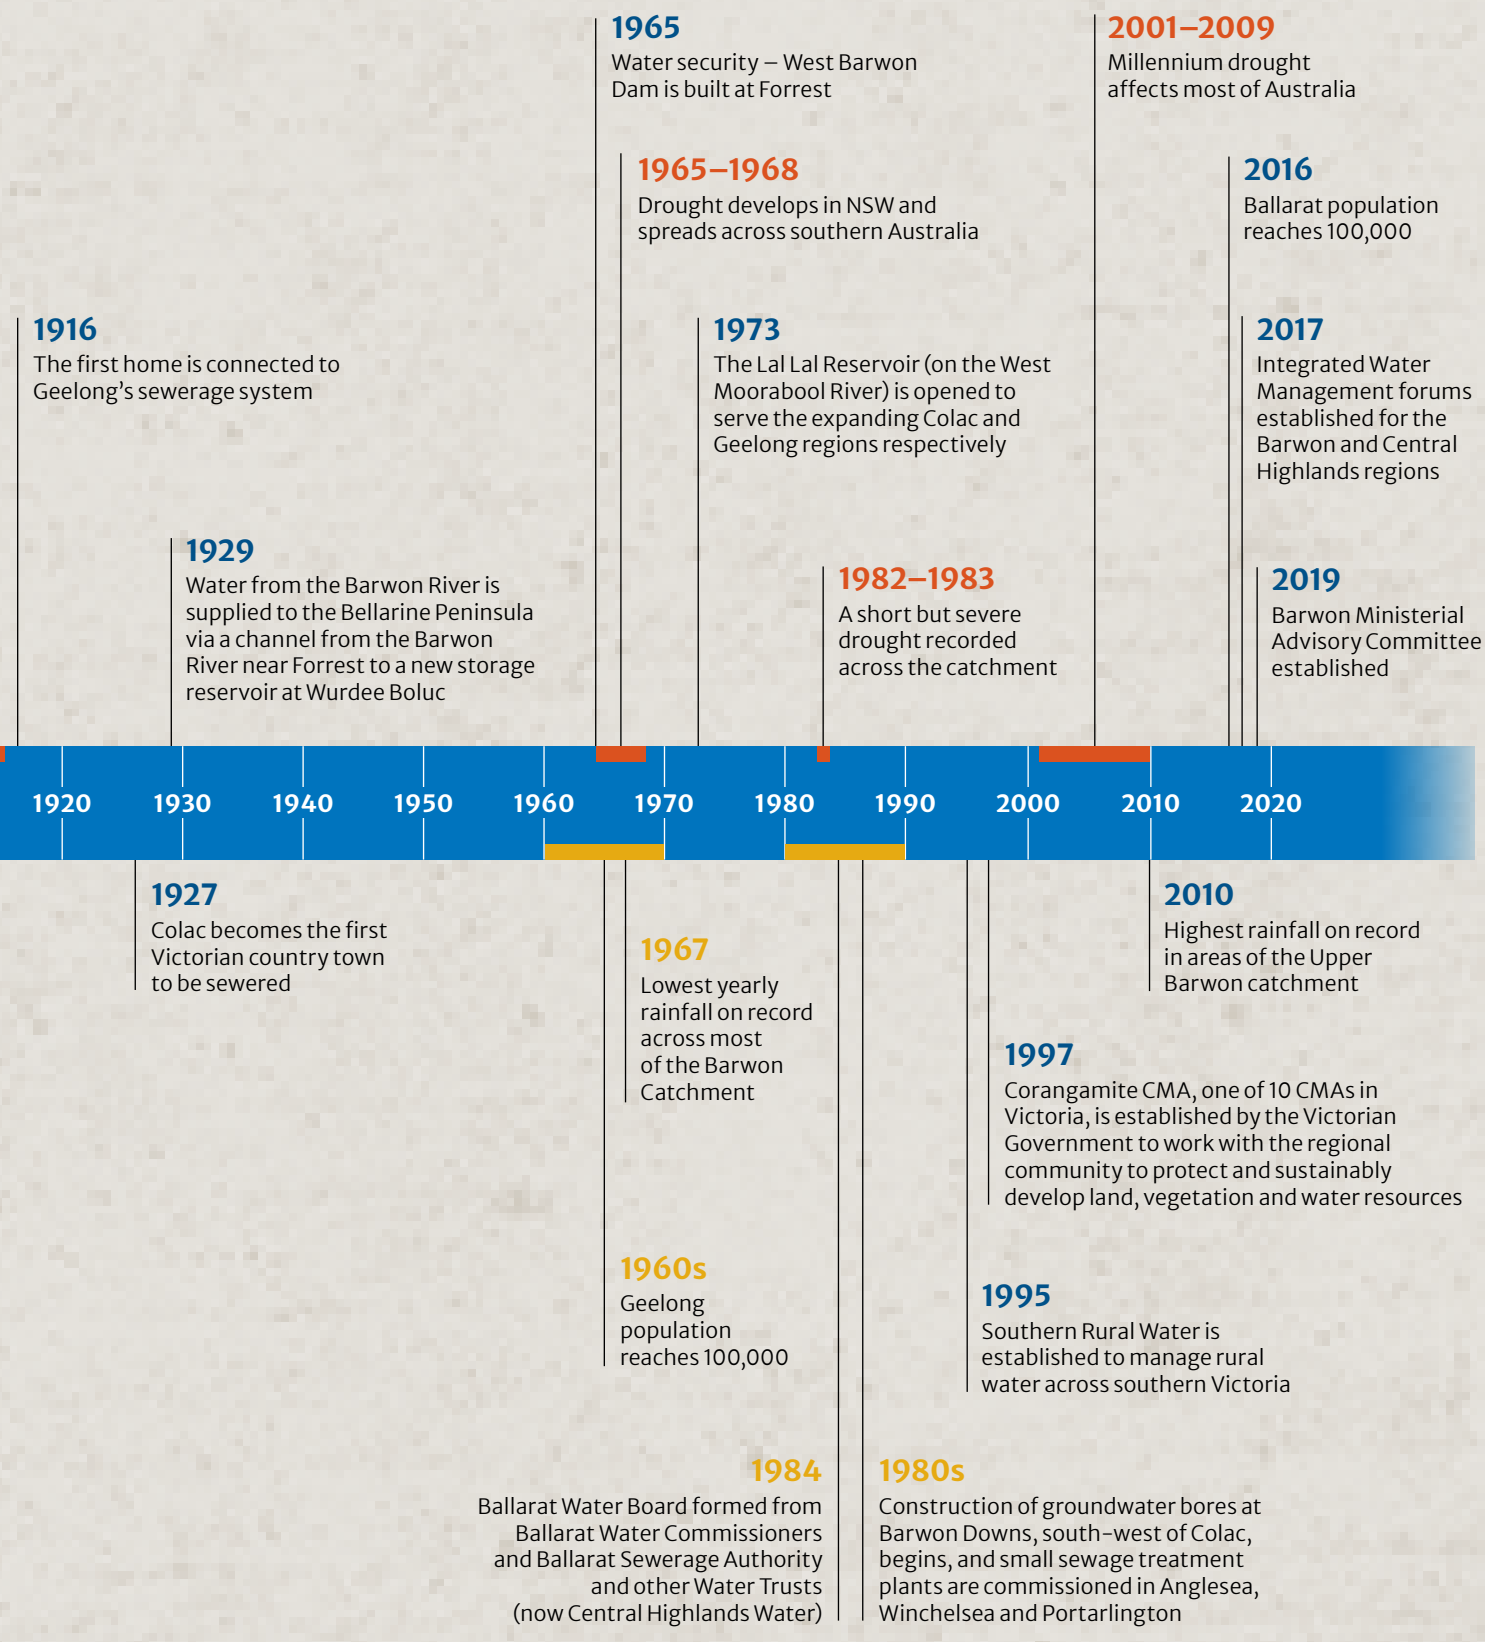 1965
Water security – West Barwon
Dam is built at Forrest
2001–2009
Millennium drought
affects most of Australia
1965–1968
Drought develops in NSW and
spreads across southern Australia
2016
Ballarat population
reaches 100,000
1916
The first home is connected to
Geelong's sewerage system
1973
The Lal Lal Reservoir (on the West
Moorabool River) is opened to
serve the expanding Colac and
Geelong regions respectively
2017
Integrated Water
Management forums
established for the
Barwon and Central
Highlands regions
1929
Water from the Barwon River is
supplied to the Bellarine Peninsula
via a channel from the Barwon
River near Forrest to a new storage
reservoir at Wurdee Boluc
1982–1983
A short but severe
drought recorded
across the catchment
2019
Barwon Ministerial
Advisory Committee
established
1920 1930 1940 1950 1960 1970 1980 1990 2000 2010 2020
1927
Colac becomes the first
Victorian country town
to be sewered
1967
Lowest yearly
rainfall on record
across most
of the Barwon
Catchment
2010
Highest rainfall on record
in areas of the Upper
Barwon catchment
1997
Corangamite CMA, one of 10 CMAs in
Victoria, is established by the Victorian
Government to work with the regional
community to protect and sustainably
develop land, vegetation and water resources
1960s
Geelong
population
reaches 100,000
1995
Southern Rural Water is
established to manage rural
water across southern Victoria
1984
Ballarat Water Board formed from
Ballarat Water Commissioners
and Ballarat Sewerage Authority
and other Water Trusts
(now Central Highlands Water)
1980s
Construction of groundwater bores at
Barwon Downs, south-west of Colac,
begins, and small sewage treatment
plants are commissioned in Anglesea,
Winchelsea and Portarlington